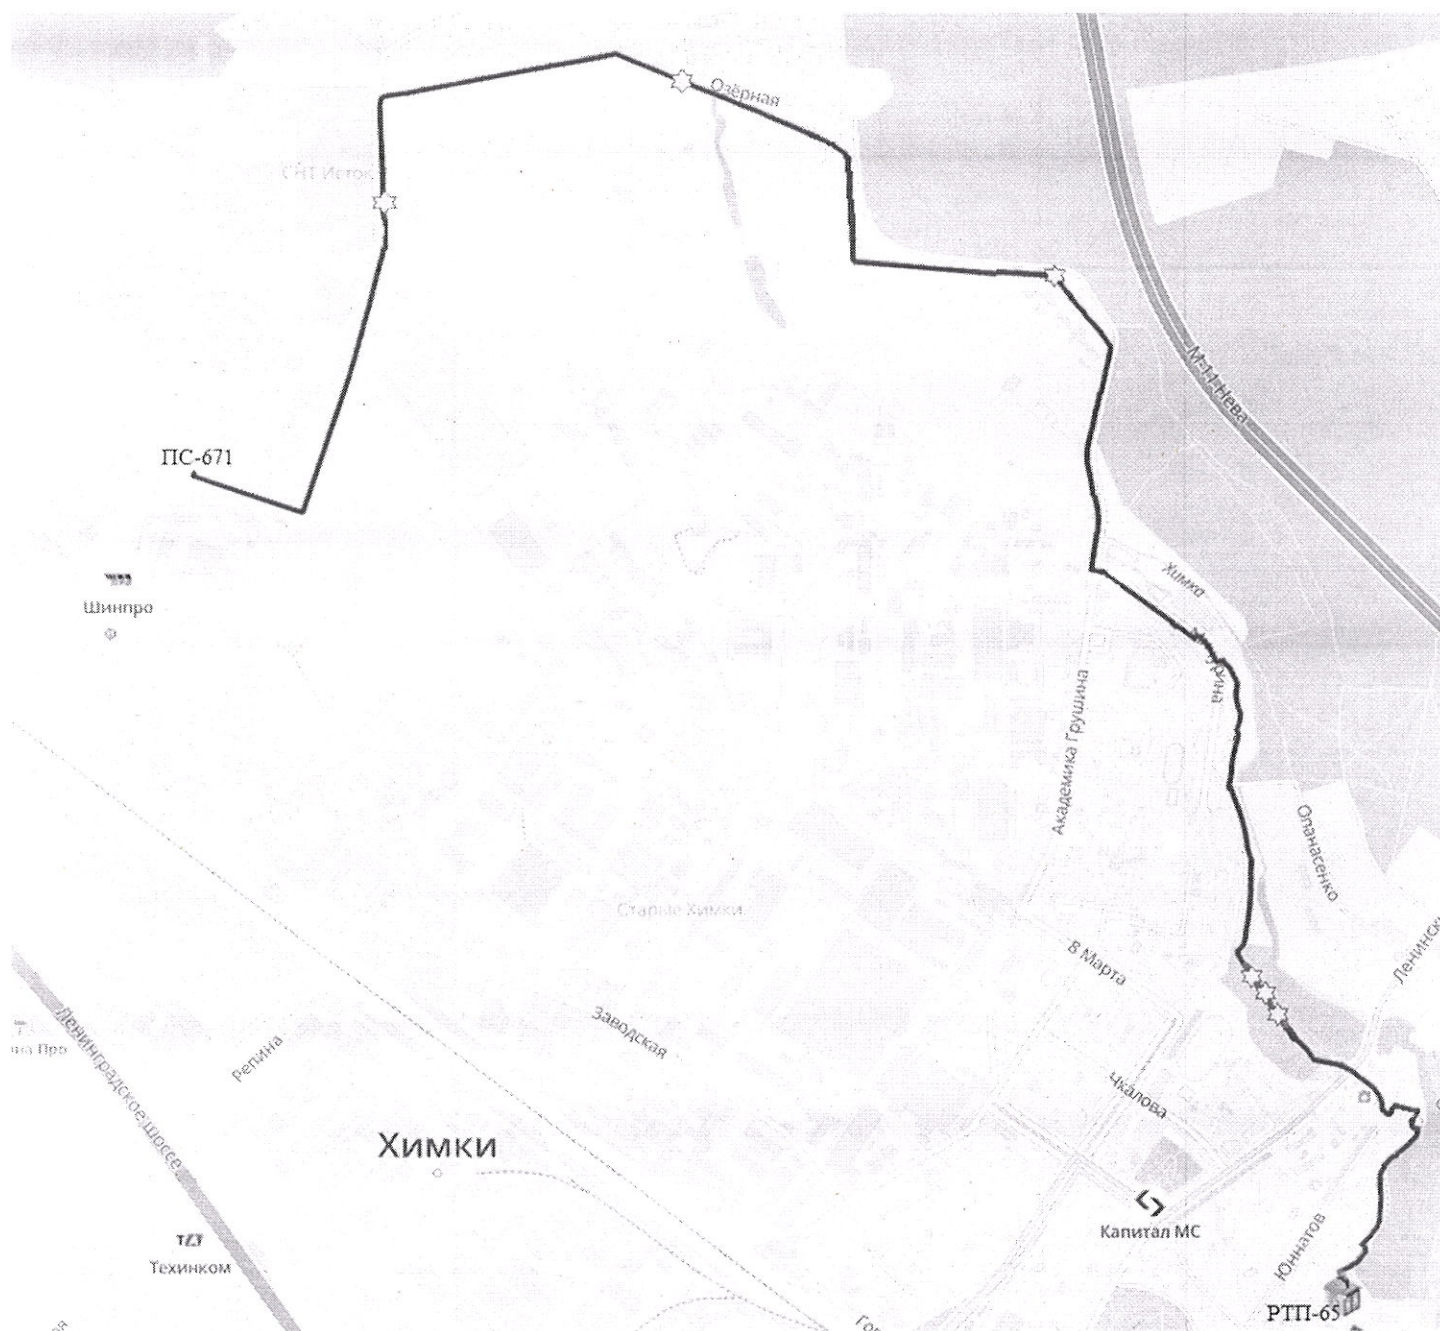 Озёрная
СНТ Исток
М-11 Нева
ПС-671
Химка
Шинпро
Академика Грушина
Опанасенко
Старые Химки
8 Марта
Заводская
Ленинградское шоссе
Репина
Чкалова
Химки
Капитал МС
Юннатов
ТСТ
Техинком
РТП-65